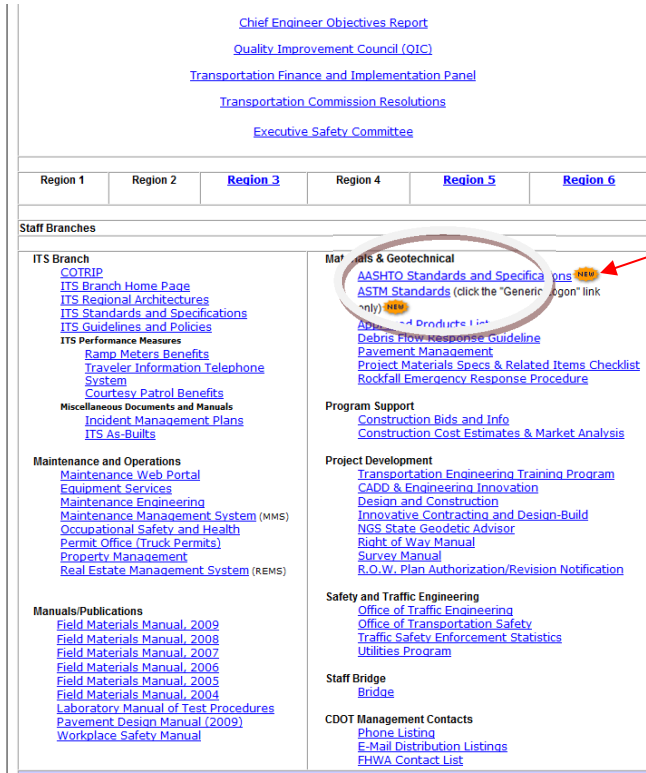 Chief Engineer Objectives Report
Quality Improvement Council (QIC)
Transportation Finance and Implementation Panel
Transportation Commission Resolutions
Executive Safety Committee
Region 1 Region 2 Region 3 Region 4 Region 5 Region 6
Staff Branches
ITS Branch
COTRIP
ITS Branch Home Page
ITS Regional Architectures
ITS Standards and Specifications
ITS Guidelines and Policies
ITS Performance Measures
Ramp Meters Benefits
Traveler Information Telephone
System
Courtesy Patrol Benefits
Miscellaneous Documents and Manuals
Incident Management Plans
ITS As-Builts
Maintenance and Operations
Maintenance Web Portal
Equipment Services
Maintenance Engineering
Maintenance Management System (MMS)
Occupational Safety and Health
Permit Office (Truck Permits)
Property Management
Real Estate Management System (REMS)
Manuals/Publications
Field Materials Manual, 2009
Field Materials Manual, 2008
Field Materials Manual, 2007
Field Materials Manual, 2006
Field Materials Manual, 2005
Field Materials Manual, 2004
Laboratory Manual of Test Procedures
Pavement Design Manual (2009)
Workplace Safety Manual
Materials & Geotechnical
AASHTO Standards and Specifications NEW
ASTM Standards (click the "Generic Logon" link
only) NEW
Approved Products List
Debris Flow Response Guideline
Pavement Management
Project Materials Specs & Related Items Checklist
Rockfall Emergency Response Procedure
Program Support
Construction Bids and Info
Construction Cost Estimates & Market Analysis
Project Development
Transportation Engineering Training Program
CADD & Engineering Innovation
Design and Construction
Innovative Contracting and Design-Build
NGS State Geodetic Advisor
Right of Way Manual
Survey Manual
R.O.W. Plan Authorization/Revision Notification
Safety and Traffic Engineering
Office of Traffic Engineering
Office of Transportation Safety
Traffic Safety Enforcement Statistics
Utilities Program
Staff Bridge
Bridge
CDOT Management Contacts
Phone Listing
E-Mail Distribution Listings
FHWA Contact List